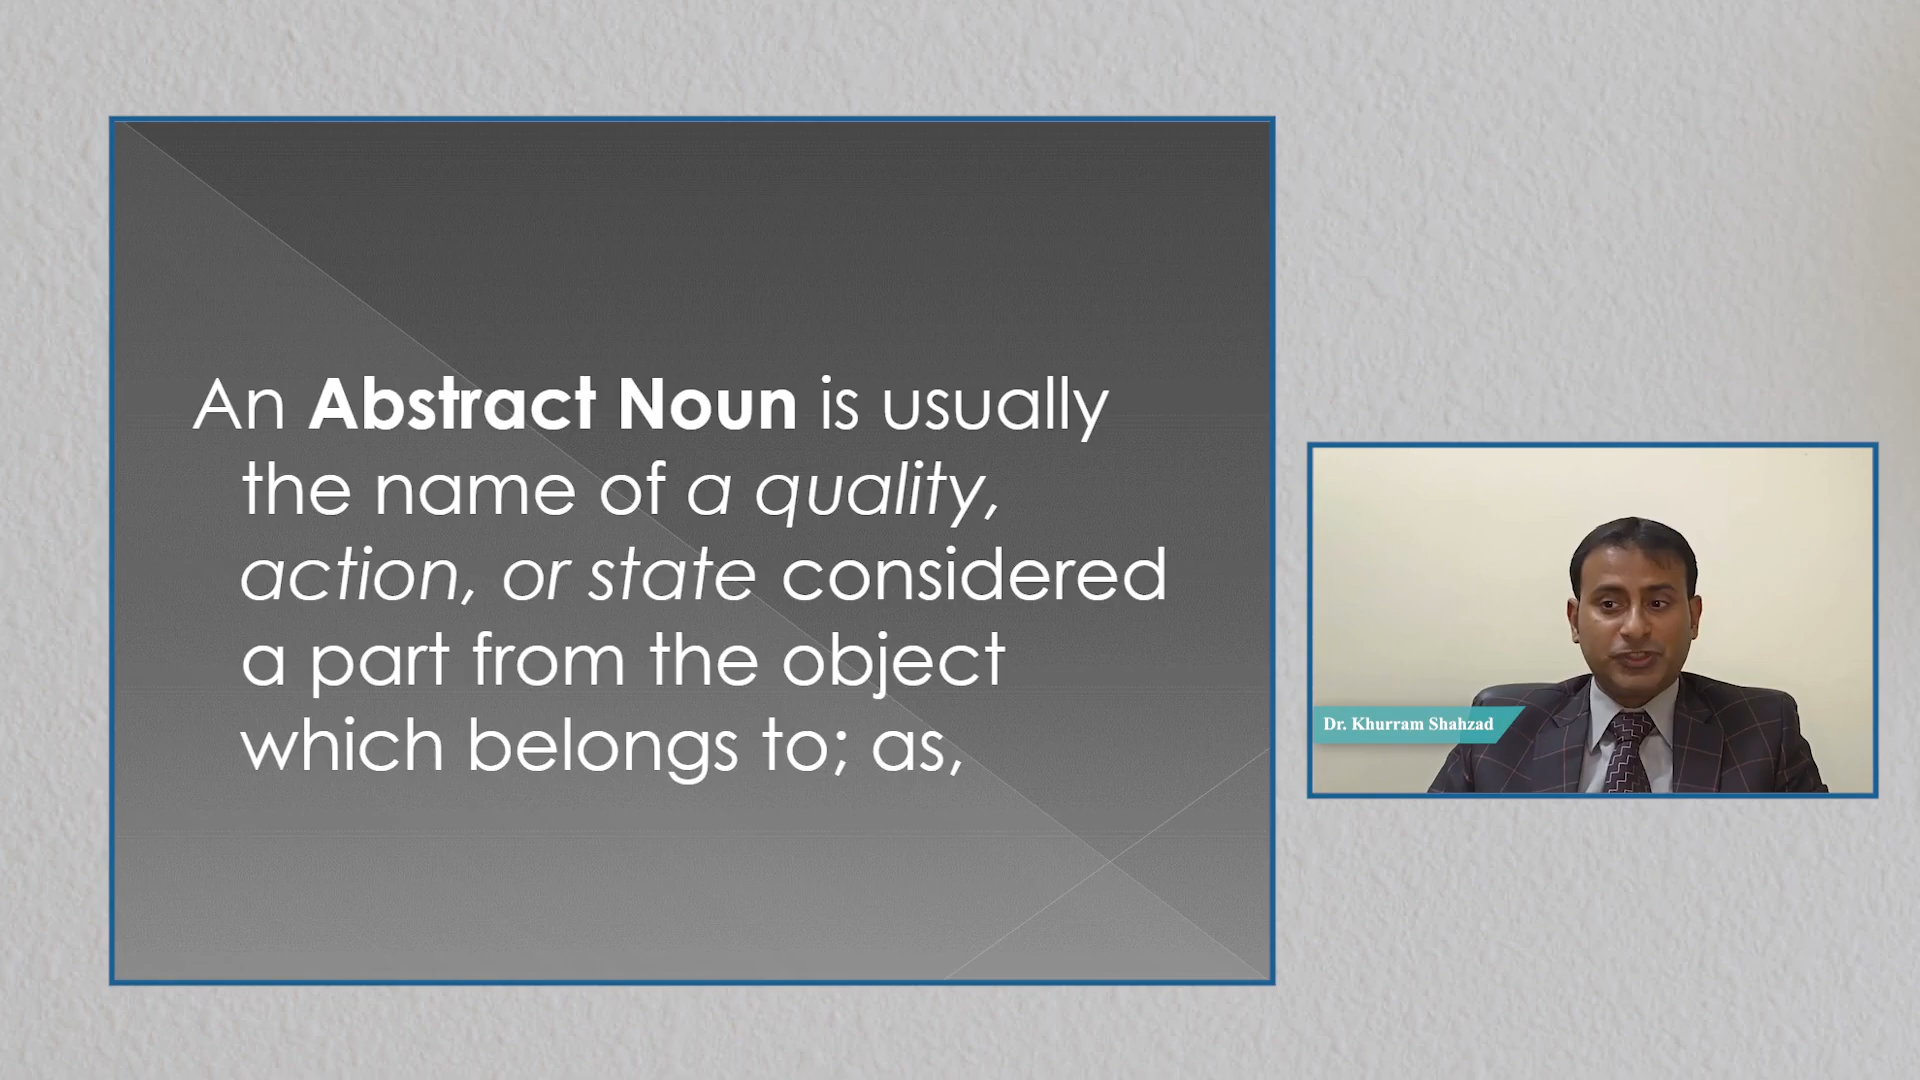 An Abstract Noun is usually
the name of a quality,
action, or state considered
a part from the object
which belongs to; as,
Dr. Khurram Shahzad